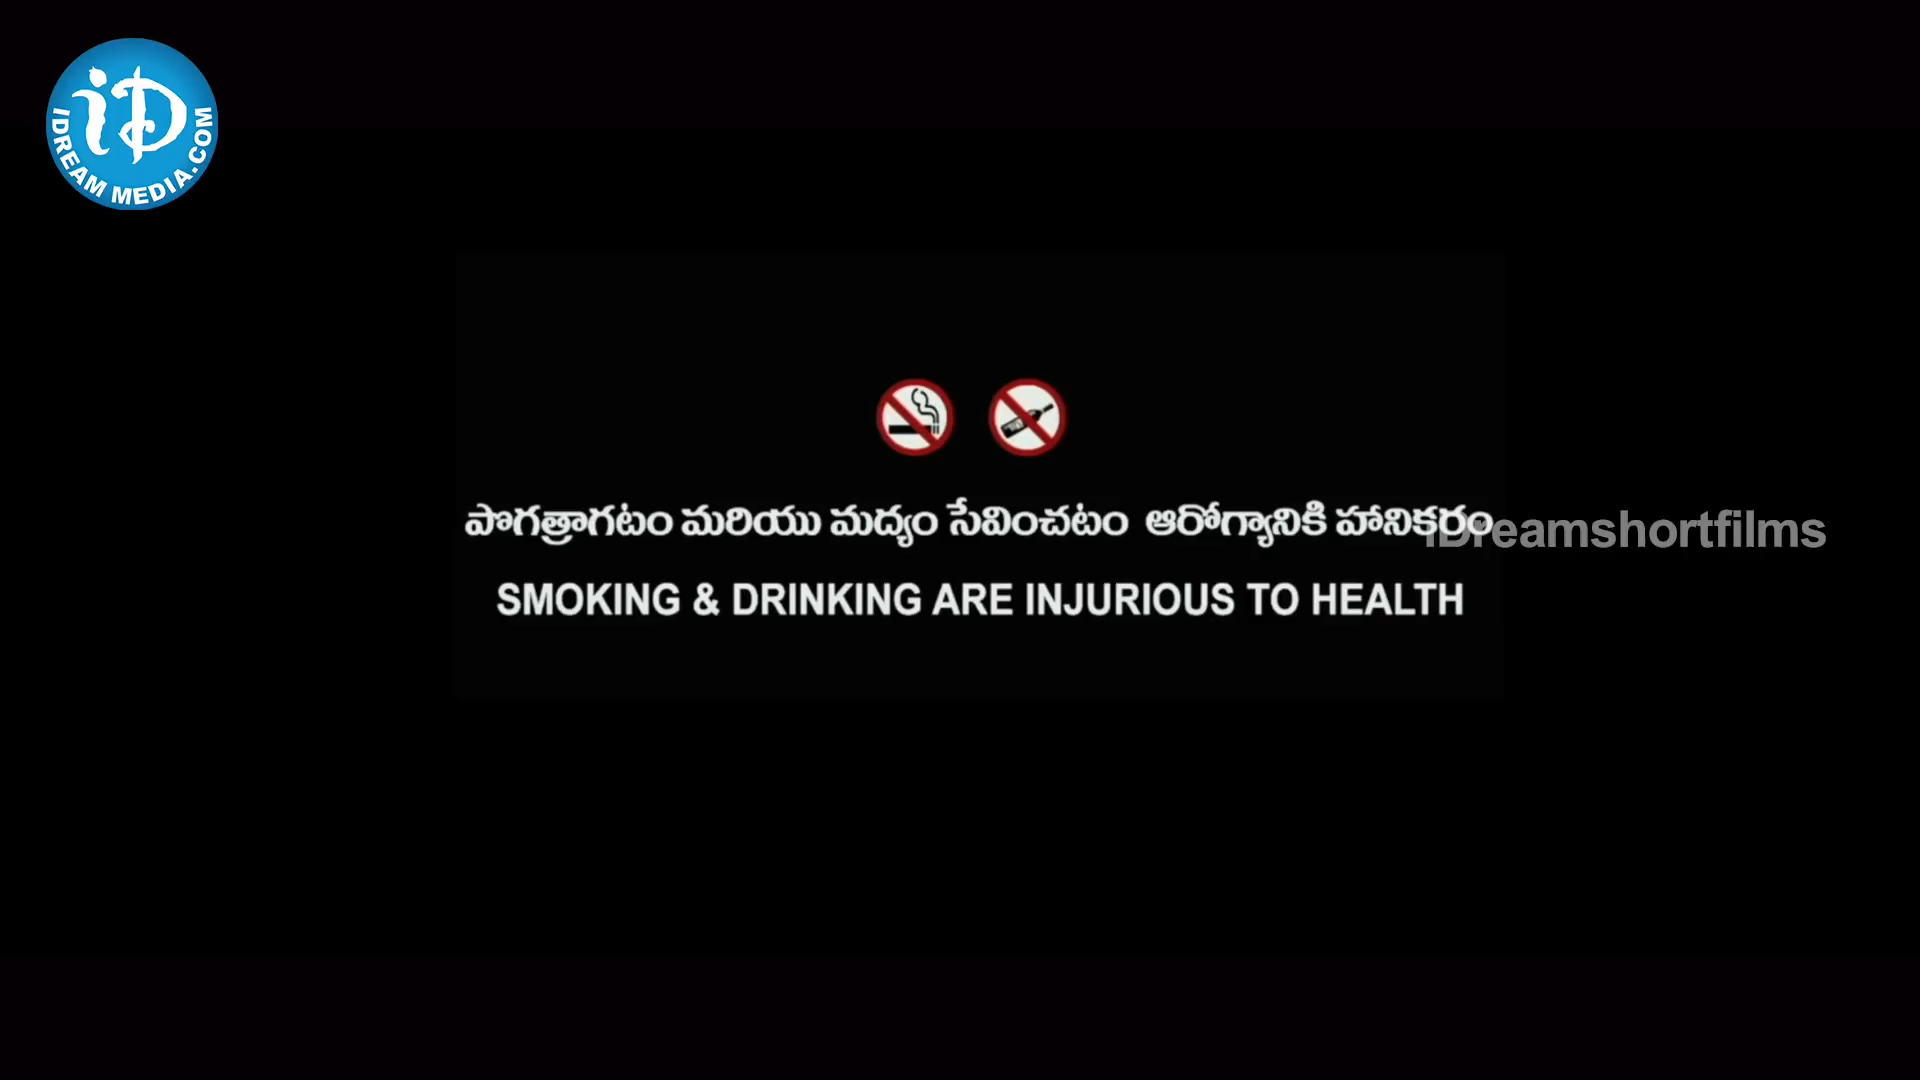 iD
IDREAM MEDIA.COM
పొగత్రాగటం మరియు మద్యం సేవించటం ఆరోగ్యానికి హానికరం
iDreamshortfilms
SMOKING & DRINKING ARE INJURIOUS TO HEALTH